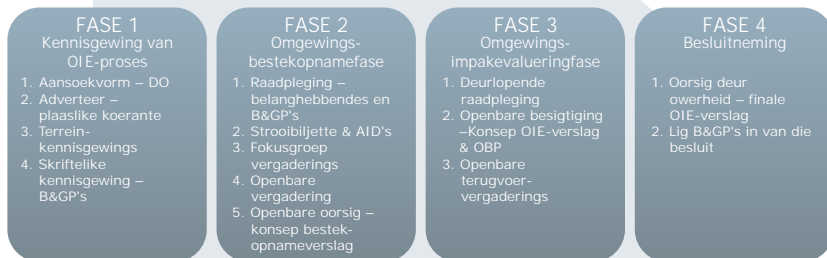 FASE 1
Kennisgewing van
OIE-proses
1. Aansoekvorm – DO
2. Adverteer –
plaaslike koerante
3. Terrein-
kennisgewings
4. Skriftelike
kennisgewing –
B&GP's
FASE 2
Omgewings-
bestekopnamefase
1. Raadpleging –
belanghebbendes en
B&GP's
2. Strooibiljette & AID's
3. Fokusgroep
vergaderings
4. Openbare
vergadering
5. Openbare oorsig –
konsep bestek-
opnameverslag
FASE 3
Omgewings-
impakevalueringfase
1. Deurlopende
raadpleging
2. Openbare besigtiging
–Konsep OIE-verslag
& OBP
3. Openbare
terugvoer-
vergaderings
FASE 4
Besluitneming
1. Oorsig deur
owerheid – finale
OIE-verslag
2. Lig B&GP's in van die
besluit